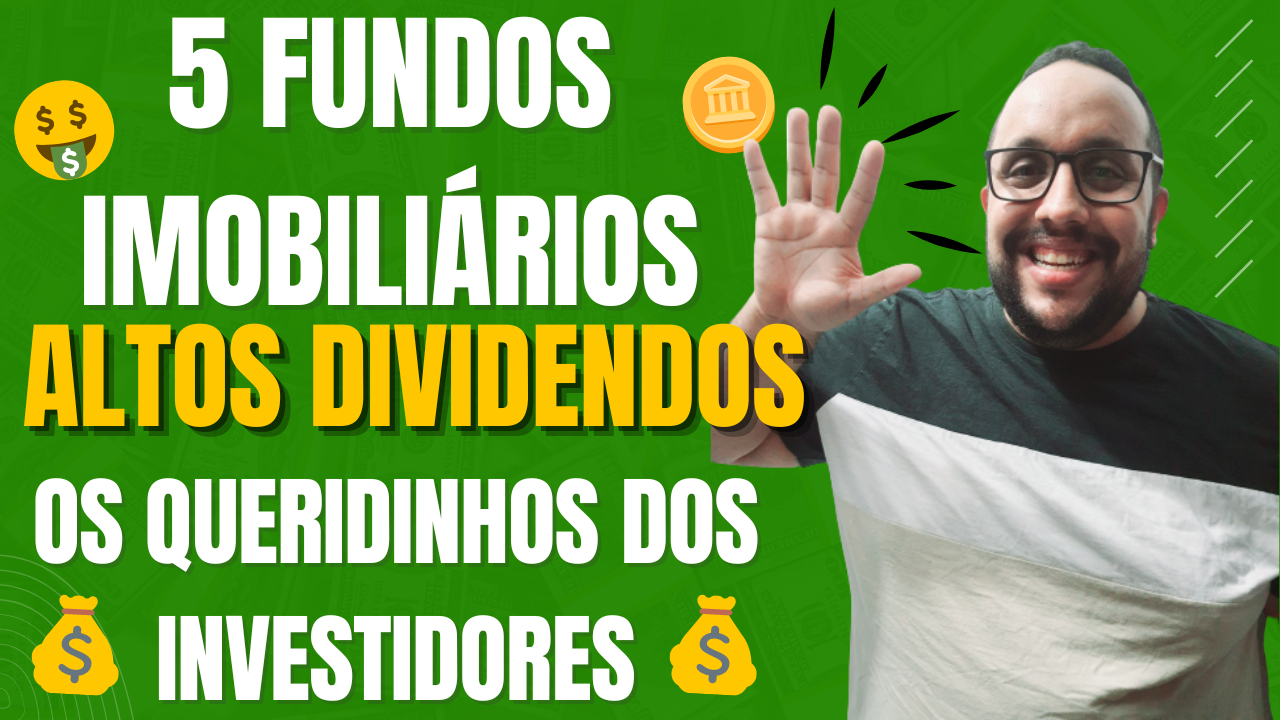 5 FUNDOS
IMOBILIÁRIOS
ALTOS DIVIDENDOS
OS QUERIDINHOS DOS
INVESTIDORES